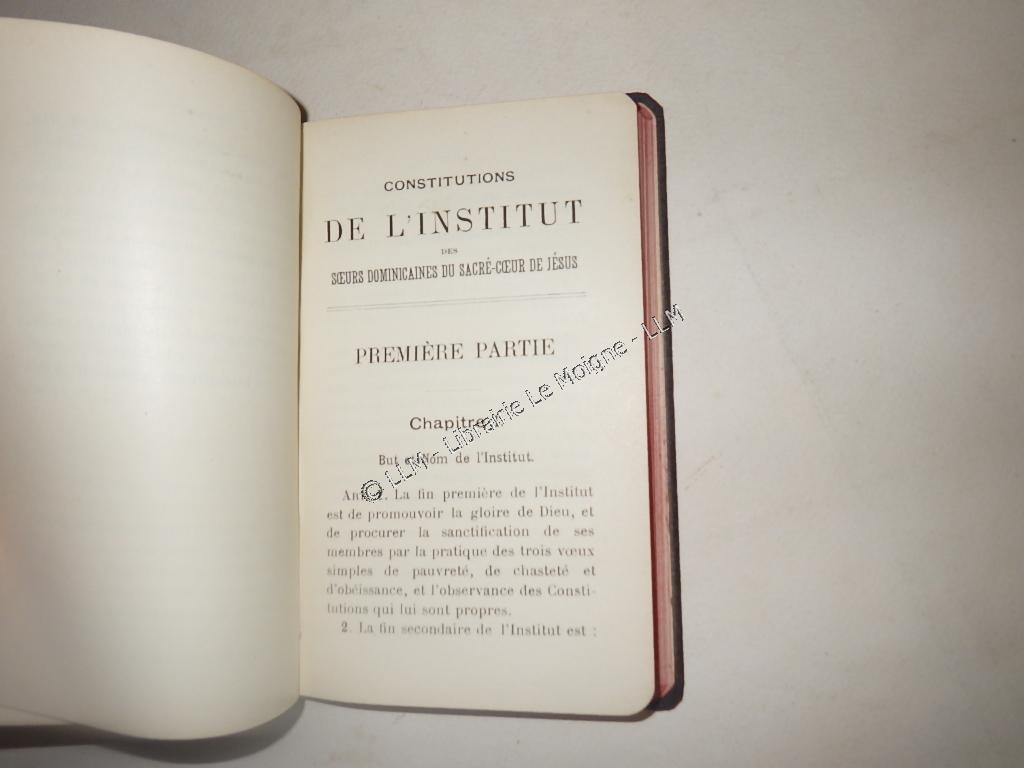 CONSTITUTIONS
DE L'INSTITUT
DES
SŒURS DOMINICAINES DU SACRÉ-CŒUR DE JÉSUS
PREMIÈRE PARTIE
Chapitre
But et Nom de l'Institut.
La fin première de l'Institut
est de promouvoir la gloire de Dieu, et
de procurer la sanctification de ses
membres par la pratique des trois vœux
simples de pauvreté, de chasteté et
d'obéissance, et l'observance des Consti-
tutions qui lui sont propres.
2. La fin secondaire de l'Institut est :
© LLM - Librairie Le Moigne - LLM